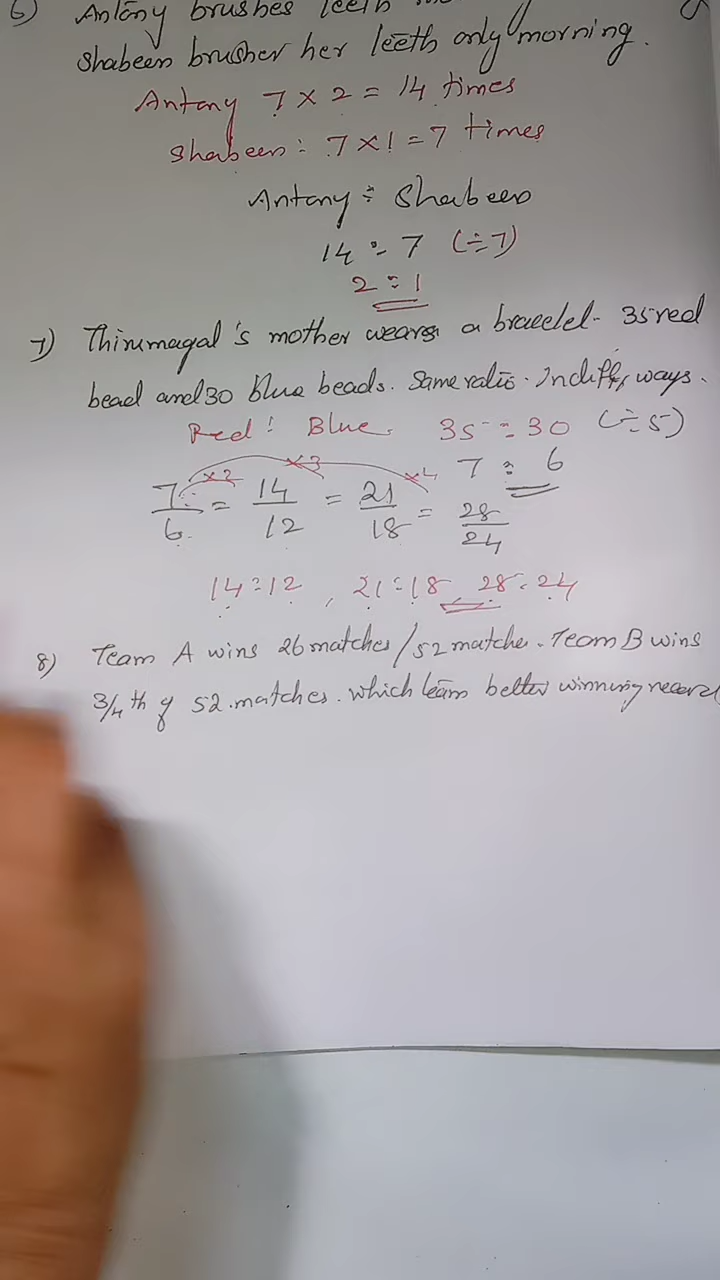 6) Antony brushes teeth
Shabeen brusher her teeth only morning.
Antony 7 × 2 = 14 times
Shabeen : 7 × 1 = 7 times
Antony : Shabeen
14 : 7 (÷7)
2 : 1
7) Thirumagal's mother wears a bracelet - 35 red
bead and 30 blue beads. Same ratio. In diff, ways.
Red : Blue. 35 : 30 (÷5)
7 : 6
×2 ×3 ×4
7/6 = 14/12 = 21/18 = 28/24
14:12, 21:18, 28:24
8) Team A wins 26 matches/52 matche. Team B wins
3/4 th of 52 matches. which team better winning record